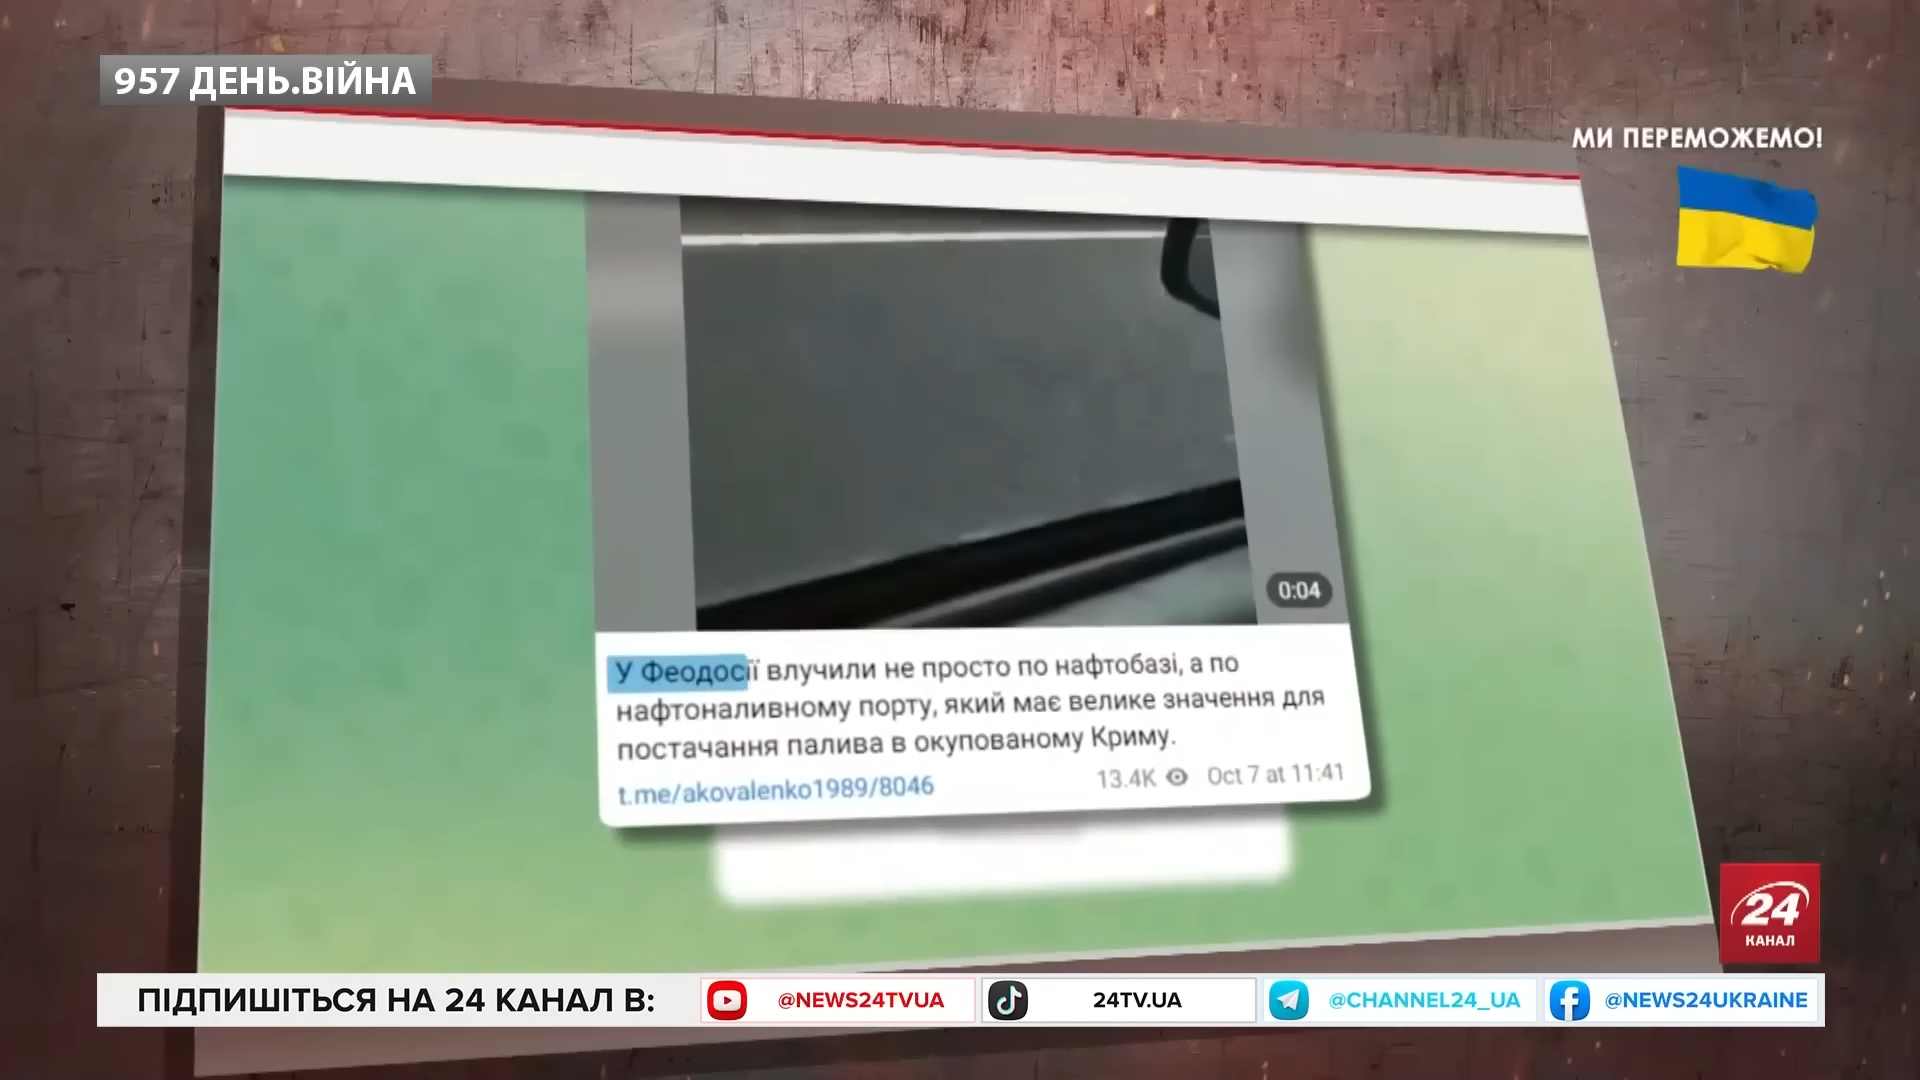 957 ДЕНЬ.ВІЙНА
МИ ПЕРЕМОЖЕМО!
0:04
У Феодосії влучили не просто по нафтобазі, а по
нафтоналивному порту, який має велике значення для
постачання палива в окупованому Криму.
t.me/akovalenko1989/8046 13.4K Oct 7 at 11:41
24
КАНАЛ
ПІДПИШІТЬСЯ НА 24 КАНАЛ В: @NEWS24TVUA 24TV.UA @CHANNEL24_UA @NEWS24UKRAINE